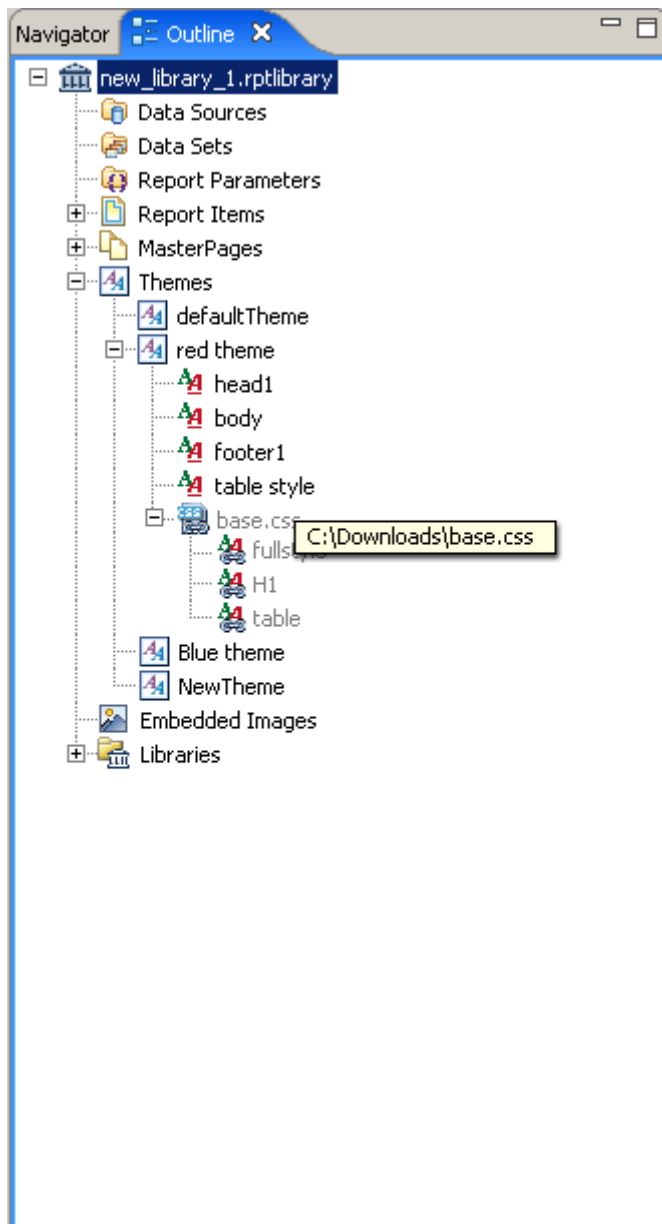 Navigator Outline
new_library_1.rptlibrary
Data Sources
Data Sets
Report Parameters
Report Items
MasterPages
Themes
defaultTheme
red theme
head1
body
footer1
table style
base.css
C:\Downloads\base.css
H1
table
Blue theme
NewTheme
Embedded Images
Libraries